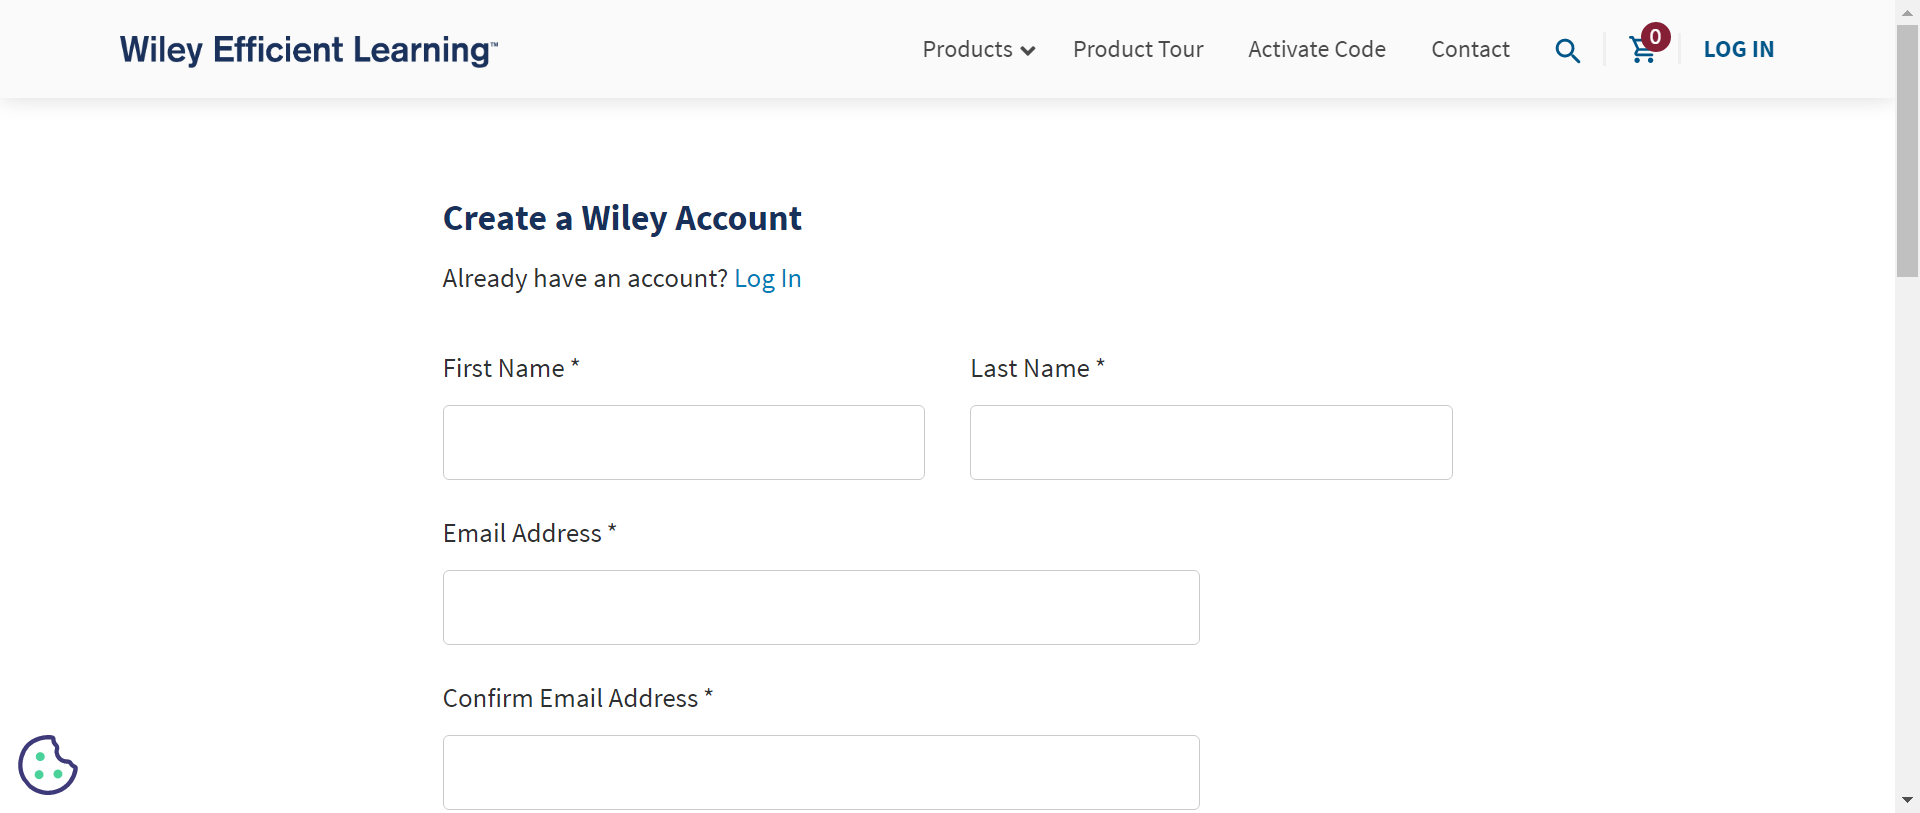 Wiley Efficient Learning™
Products Product Tour Activate Code Contact 0 LOG IN
Create a Wiley Account
Already have an account? Log In
First Name * Last Name *
Email Address *
Confirm Email Address *